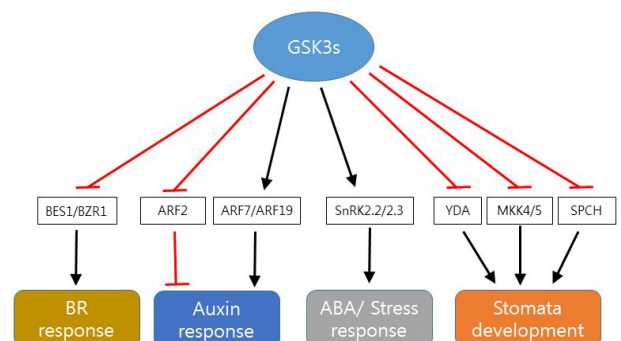 GSK3s
BES1/BZR1
ARF2
ARF7/ARF19
SnRK2.2/2.3
YDA
MKK4/5
SPCH
BR
response
Auxin
response
ABA/ Stress
response
Stomata
development